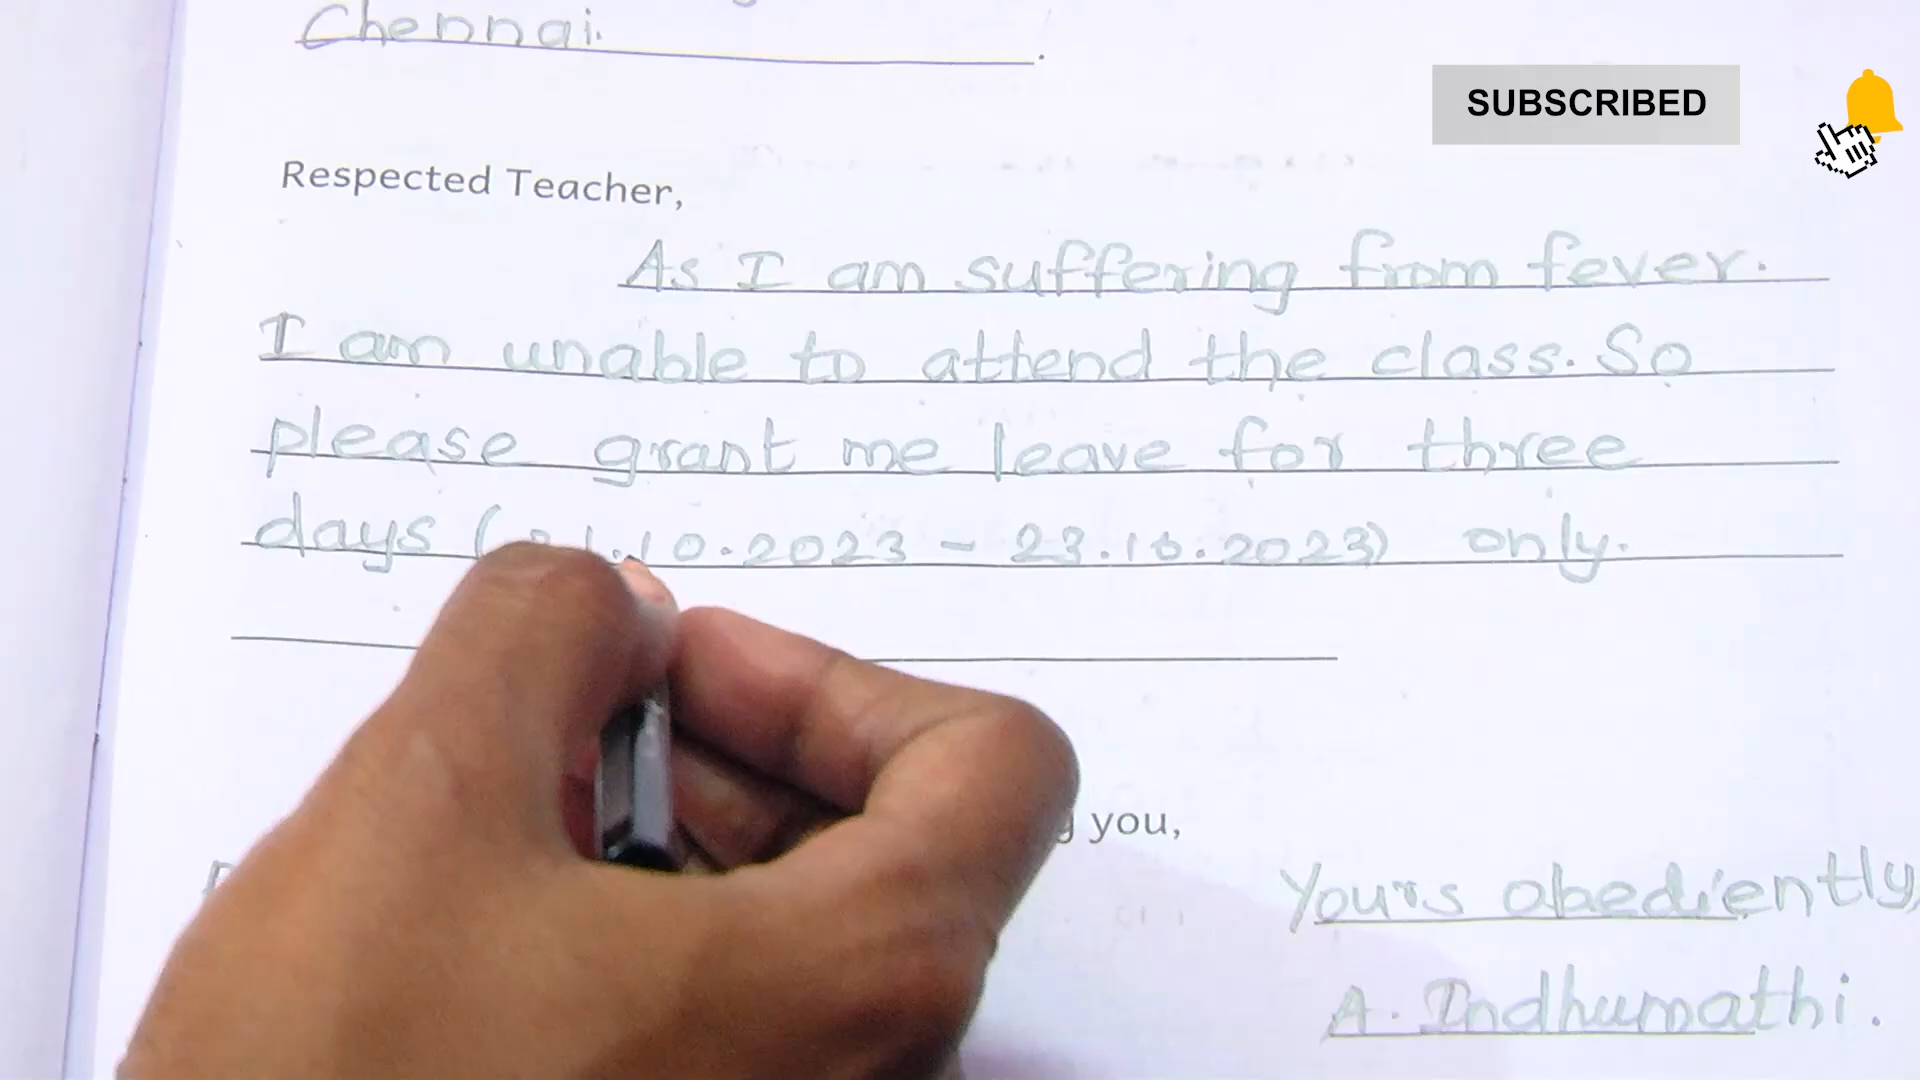 Chennai.
SUBSCRIBED
Respected Teacher,
As I am suffering from fever.
I am unable to attend the class. So
please grant me leave for three
days ( 1.10.2023 - 23.10.2023) only.
you,
Yours obediently,
A. Indhumathi.